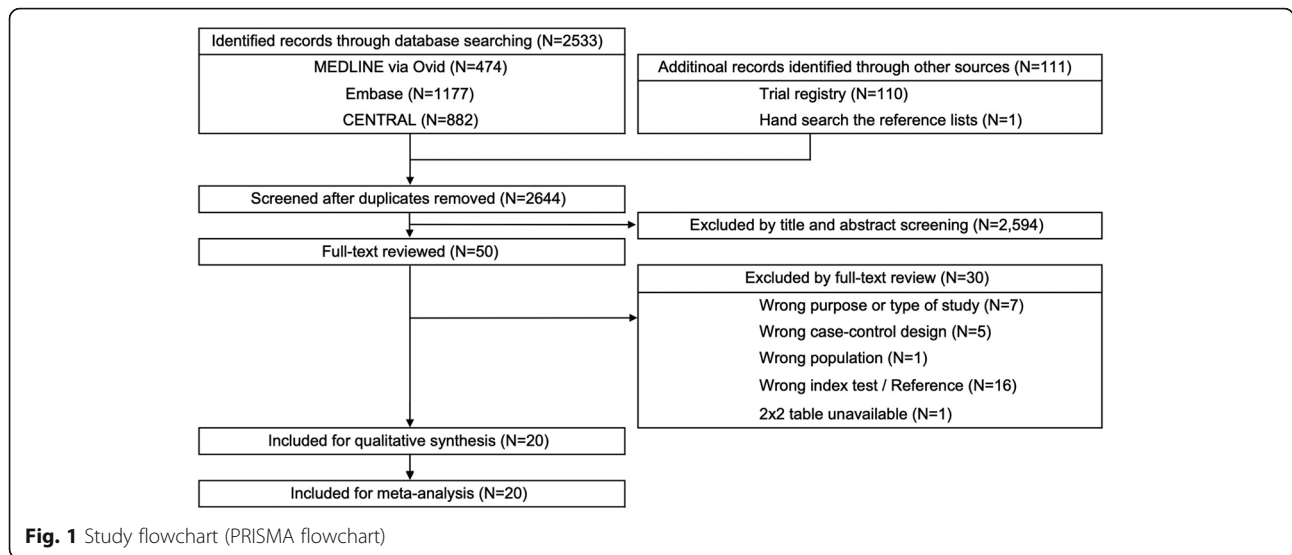 Identified records through database searching (N=2533)
MEDLINE via Ovid (N=474)
Embase (N=1177)
CENTRAL (N=882)
Additinoal records identified through other sources (N=111)
Trial registry (N=110)
Hand search the reference lists (N=1)
Screened after duplicates removed (N=2644)
Excluded by title and abstract screening (N=2,594)
Full-text reviewed (N=50)
Excluded by full-text review (N=30)
Wrong purpose or type of study (N=7)
Wrong case-control design (N=5)
Wrong population (N=1)
Wrong index test / Reference (N=16)
2x2 table unavailable (N=1)
Included for qualitative synthesis (N=20)
Included for meta-analysis (N=20)
Fig. 1 Study flowchart (PRISMA flowchart)